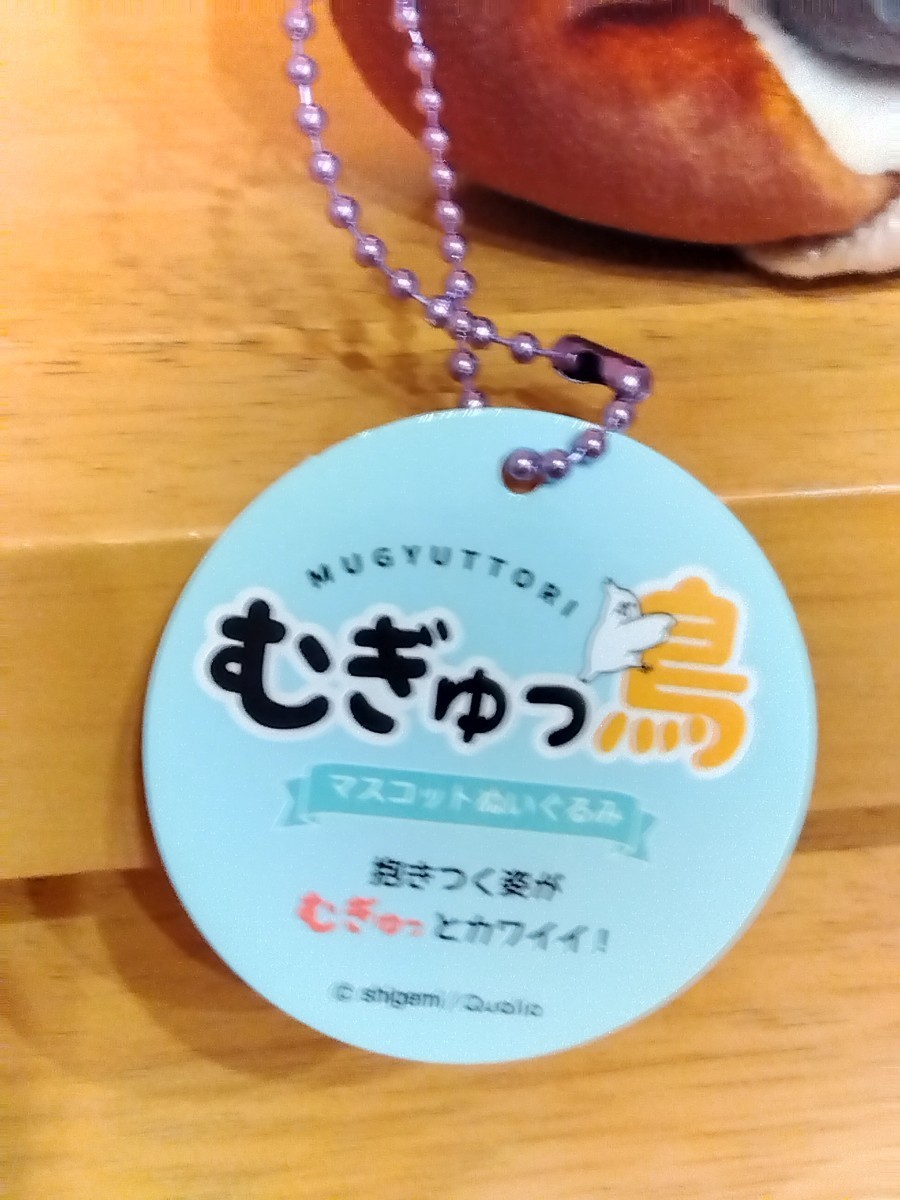 MUGYUTTORI
むぎゅっ鳥
マスコットぬいぐるみ
抱きつく姿が
むぎゅっとカワイイ!
© shigemi / Qualia